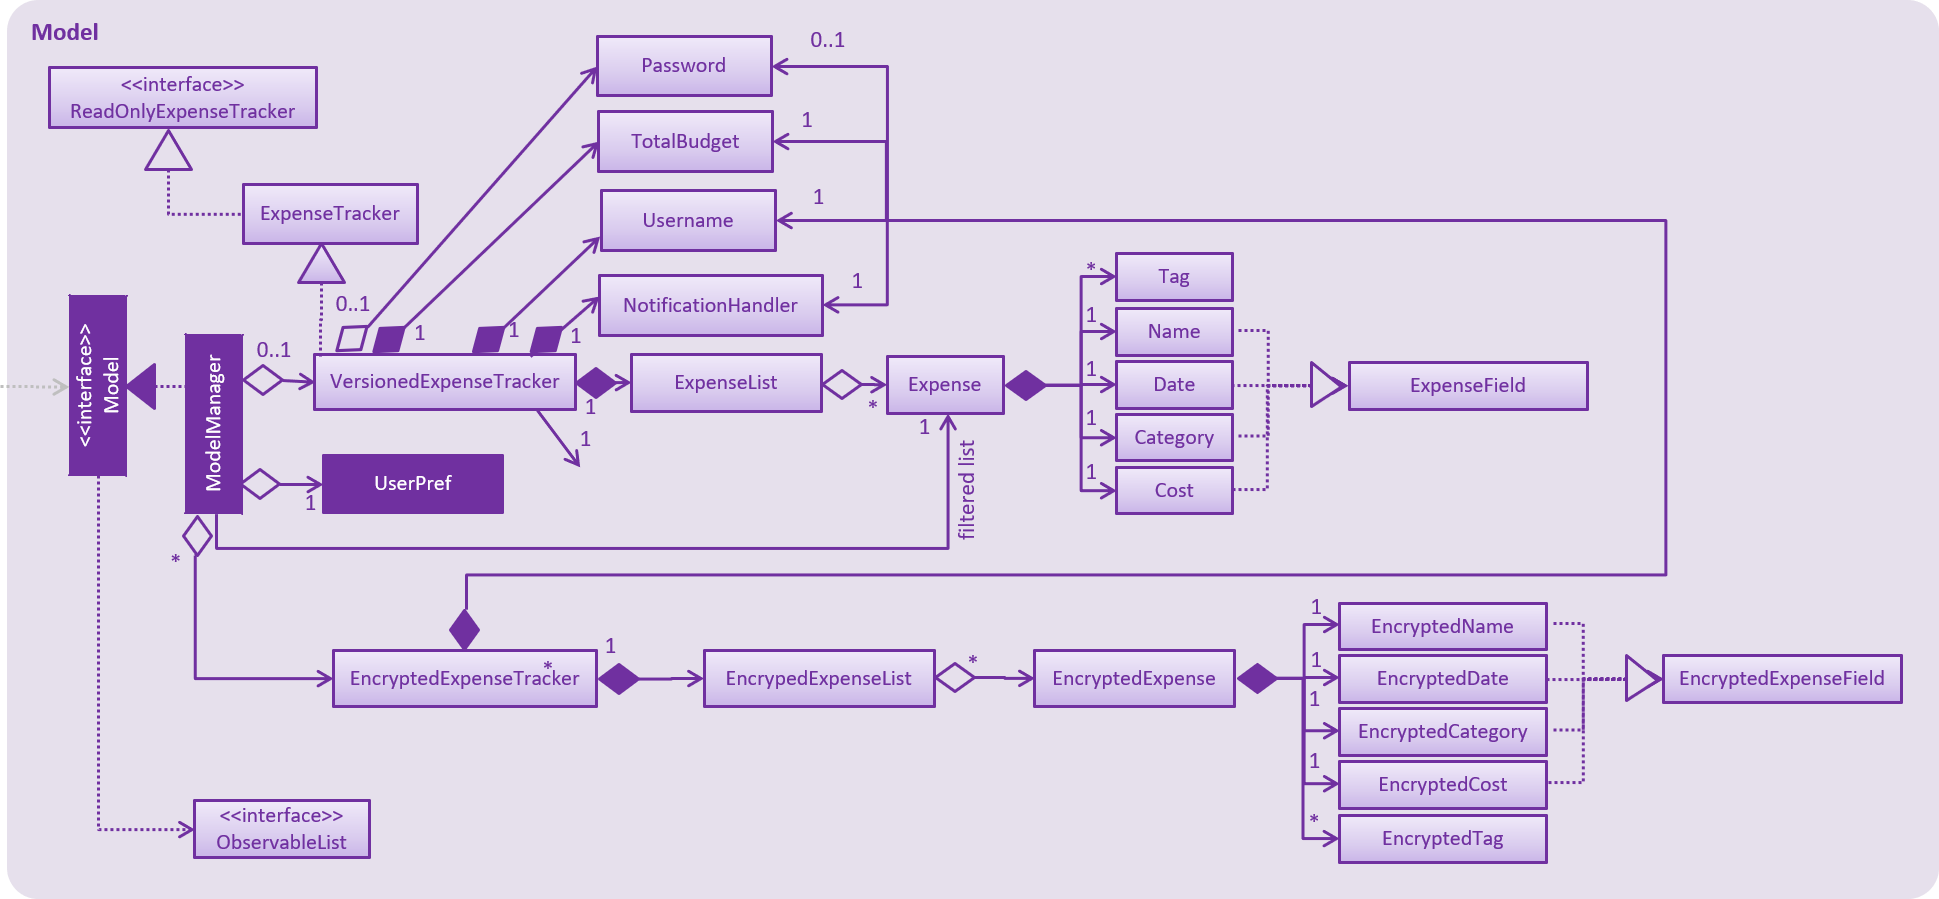 Model
<<interface>>
ReadOnlyExpenseTracker
ExpenseTracker
Password
0..1
TotalBudget
1
Username
1
NotificationHandler
1
0..1
1
1
1
<<interface>>
Model
ModelManager
0..1
VersionedExpenseTracker
1
1
ExpenseList
*
Expense
1
filtered list
*
Tag
1
Name
1
Date
1
Category
1
Cost
ExpenseField
1
UserPref
*
EncryptedExpenseTracker
*
1
EncrypedExpenseList
*
EncryptedExpense
1
EncryptedName
1
EncryptedDate
1
EncryptedCategory
1
EncryptedCost
*
EncryptedTag
EncryptedExpenseField
<<interface>>
ObservableList